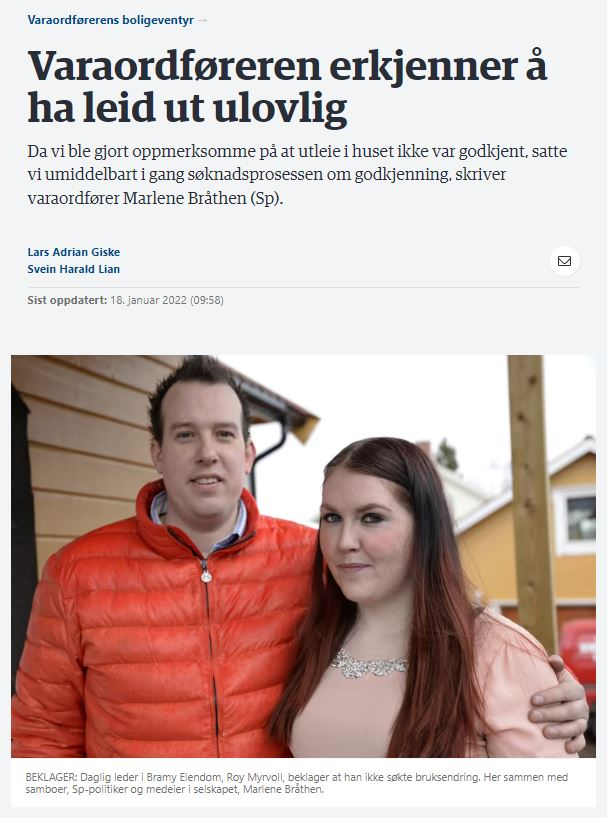 Varaordførerens boligeventyr →
Varaordføreren erkjenner å
ha leid ut ulovlig
Da vi ble gjort oppmerksomme på at utleie i huset ikke var godkjent, satte
vi umiddelbart i gang søknadsprosessen om godkjenning, skriver
varaordfører Marlene Bråthen (Sp).
Lars Adrian Giske
Svein Harald Lian
Sist oppdatert: 18. januar 2022 (09:58)
BEKLAGER: Daglig leder i Bramy Eiendom, Roy Myrvoll, beklager at han ikke søkte bruksendring. Her sammen med
samboer, Sp-politiker og medeier i selskapet, Marlene Bråthen.